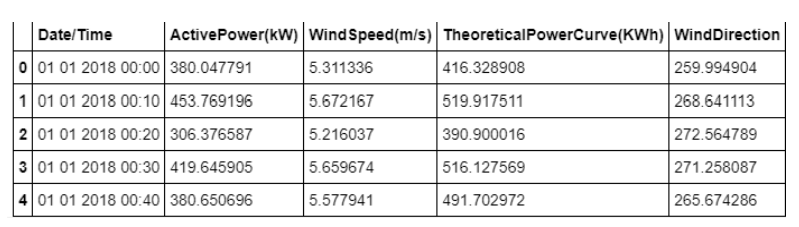 Date/Time ActivePower(kW) WindSpeed(m/s) TheoreticalPowerCurve(KWh) WindDirection
0 01 01 2018 00:00 380.047791 5.311336 416.328908 259.994904
1 01 01 2018 00:10 453.769196 5.672167 519.917511 268.641113
2 01 01 2018 00:20 306.376587 5.216037 390.900016 272.564789
3 01 01 2018 00:30 419.645905 5.659674 516.127569 271.258087
4 01 01 2018 00:40 380.650696 5.577941 491.702972 265.674286